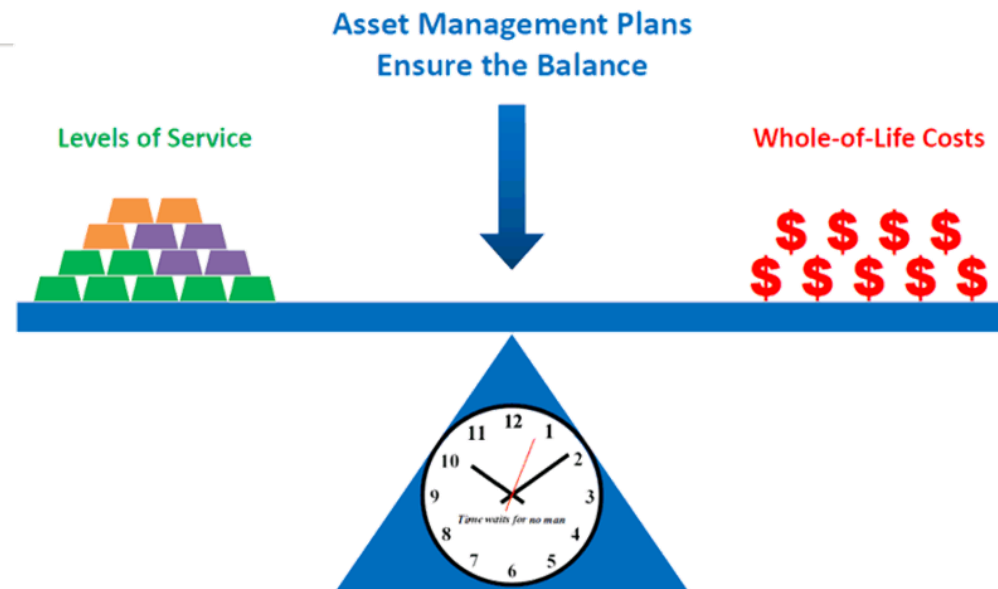 Asset Management Plans
Ensure the Balance
Levels of Service
Whole-of-Life Costs
$ $ $ $
$ $ $ $ $
12
11 1
10 2
9 3
Time waits for no man
8 4
7 5
6